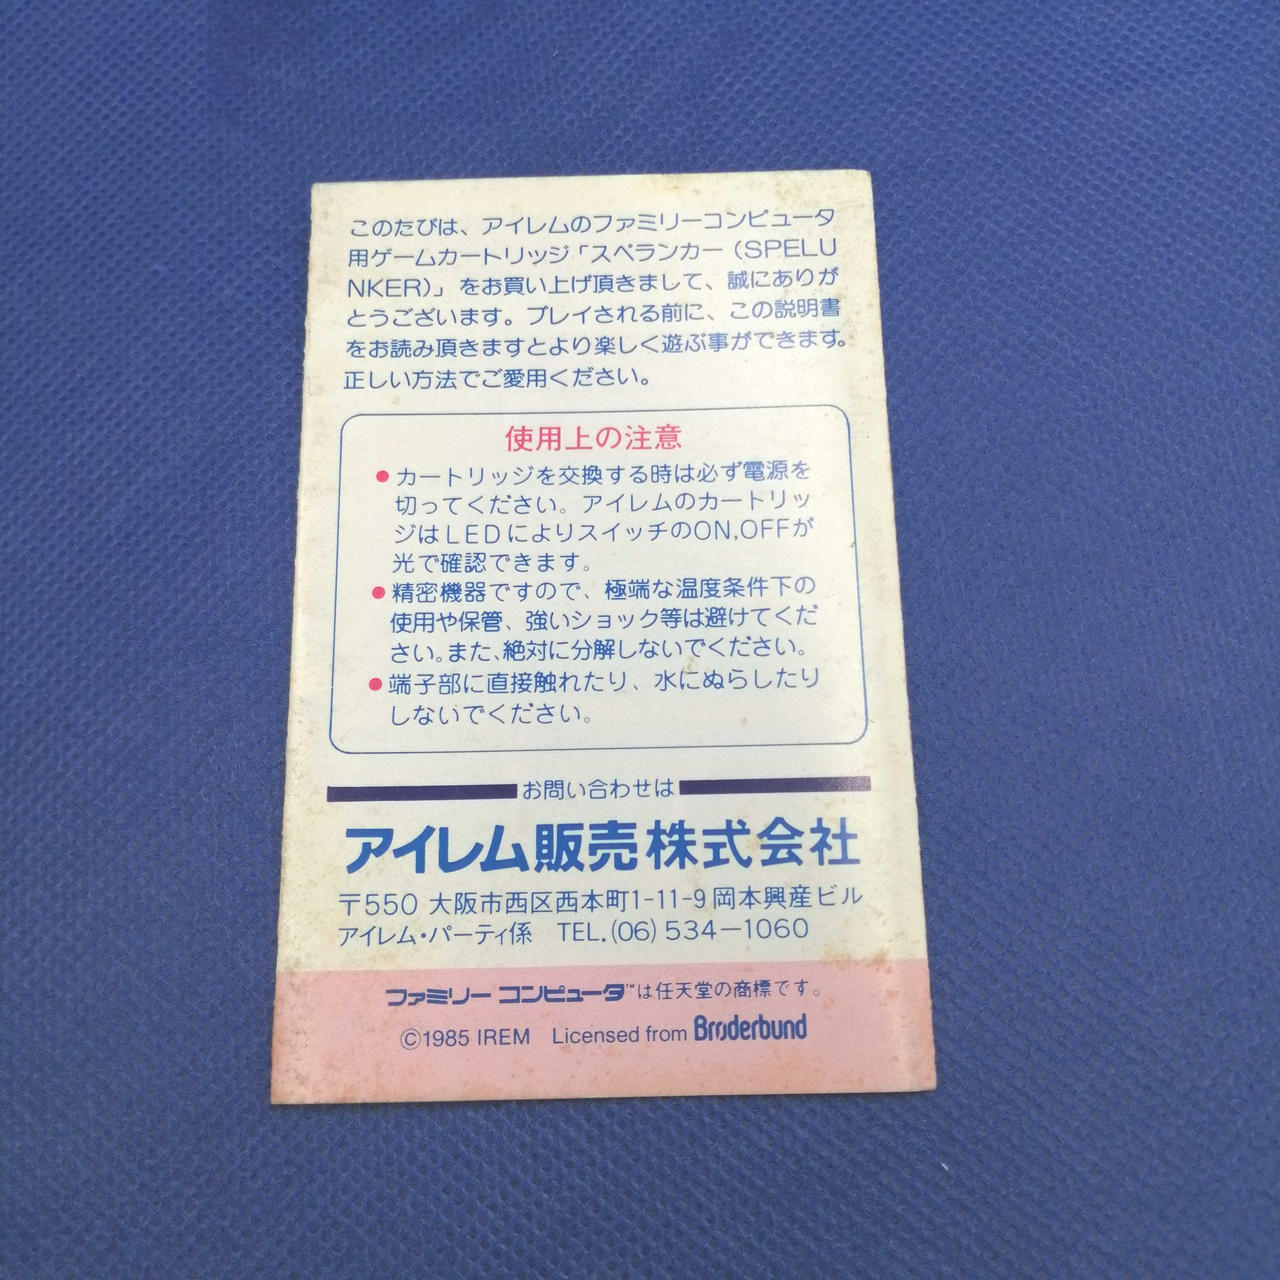 このたびは、アイレムのファミリーコンピュータ
用ゲームカートリッジ「スペランカー（SPELU
NKER）」をお買い上げ頂きまして、誠にありが
とうございます。プレイされる前に、この説明書
をお読み頂きますとより楽しく遊ぶ事ができます。
正しい方法でご愛用ください。
使用上の注意
●カートリッジを交換する時は必ず電源を
切ってください。アイレムのカートリッ
ジはLEDによりスイッチのON,OFFが
光で確認できます。
●精密機器ですので、極端な温度条件下の
使用や保管、強いショック等は避けてくだ
さい。また、絶対に分解しないでください。
●端子部に直接触れたり、水にぬらしたり
しないでください。
お問い合わせは
アイレム販売株式会社
〒550 大阪市西区西本町1-11-9 岡本興産ビル
アイレム・パーティ係 TEL.(06)534-1060
ファミリーコンピュータ™は任天堂の商標です。
©1985 IREM Licensed from Brøderbund